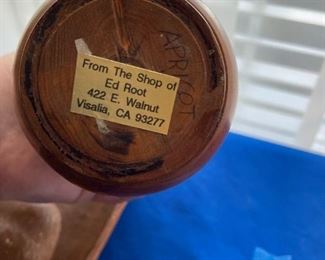 From The Shop of
Ed Root
422 E. Walnut
Visalia, CA 93277
APRICOT